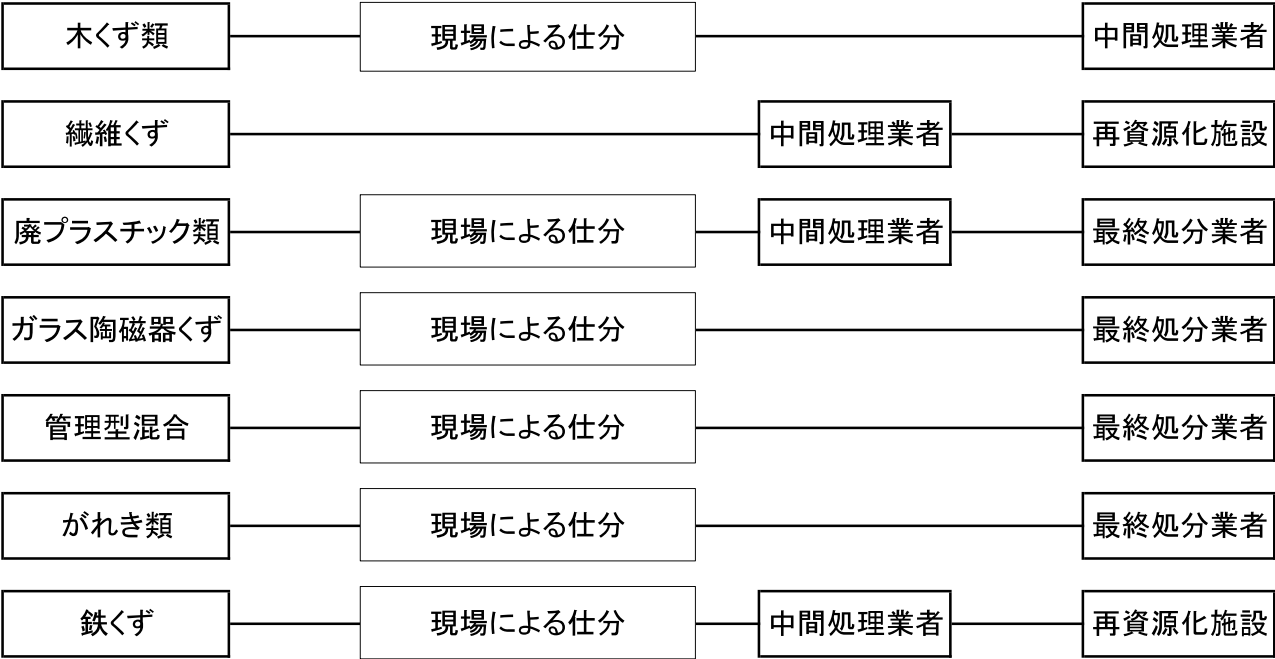 木くず類 現場による仕分 中間処理業者
繊維くず 中間処理業者 再資源化施設
廃プラスチック類 現場による仕分 中間処理業者 最終処分業者
ガラス陶磁器くず 現場による仕分 最終処分業者
管理型混合 現場による仕分 最終処分業者
がれき類 現場による仕分 最終処分業者
鉄くず 現場による仕分 中間処理業者 再資源化施設